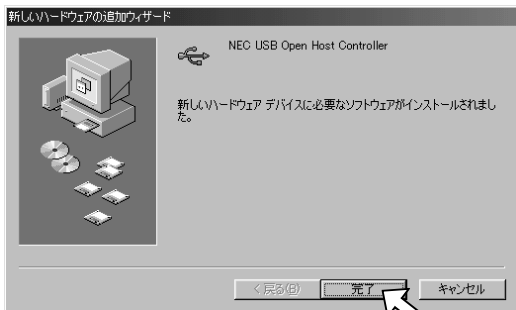 新しいハードウェアの追加ウィザード
NEC USB Open Host Controller
新しいハードウェア デバイスに必要なソフトウェアがインストールされまし
た。
< 戻る(B)
完了
キャンセル